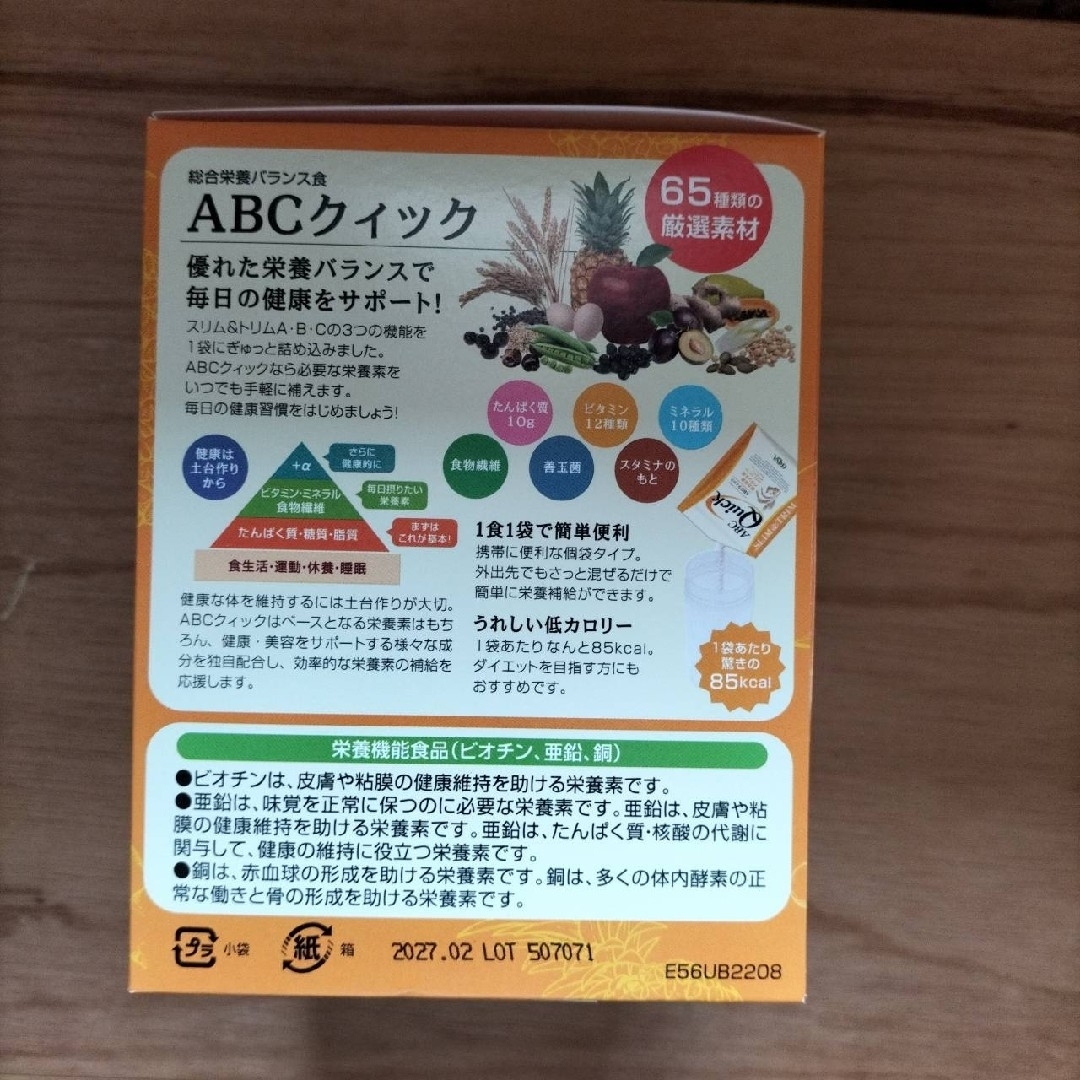 総合栄養バランス食
ABCクィック
65種類の
厳選素材
優れた栄養バランスで
毎日の健康をサポート!
スリム&トリムA・B・Cの3つの機能を
1袋にぎゅっと詰め込みました。
ABCクィックなら必要な栄養素を
いつでも手軽に補えます。
毎日の健康習慣をはじめましょう!
たんぱく質
10g
ビタミン
12種類
ミネラル
10種類
食物繊維
善玉菌
スタミナの
もと
健康は
土台作り
から
+α
さらに
健康的に
ビタミン・ミネラル
食物繊維
毎日摂りたい
栄養素
たんぱく質・糖質・脂質
まずは
これが基本!
食生活・運動・休養・睡眠
健康な体を維持するには土台作りが大切。
ABCクィックはベースとなる栄養素はもち
ろん、健康・美容をサポートする様々な成
分を独自配合し、効率的な栄養素の補給を
応援します。
ABC
Quick
SLIM&TRIM
1食1袋で簡単便利
携帯に便利な個袋タイプ。
外出先でもさっと混ぜるだけで
簡単に栄養補給ができます。
うれしい低カロリー
1袋あたりなんと85kcal。
ダイエットを目指す方にも
おすすめです。
1袋あたり
驚きの
85kcal
栄養機能食品(ビオチン、亜鉛、銅)
●ビオチンは、皮膚や粘膜の健康維持を助ける栄養素です。
●亜鉛は、味覚を正常に保つのに必要な栄養素です。亜鉛は、皮膚や粘
膜の健康維持を助ける栄養素です。亜鉛は、たんぱく質・核酸の代謝に
関与して、健康の維持に役立つ栄養素です。
●銅は、赤血球の形成を助ける栄養素です。銅は、多くの体内酵素の正
常な働きと骨の形成を助ける栄養素です。
プラ 小袋 紙 箱 2027.02 LOT 507071
E56UB2208